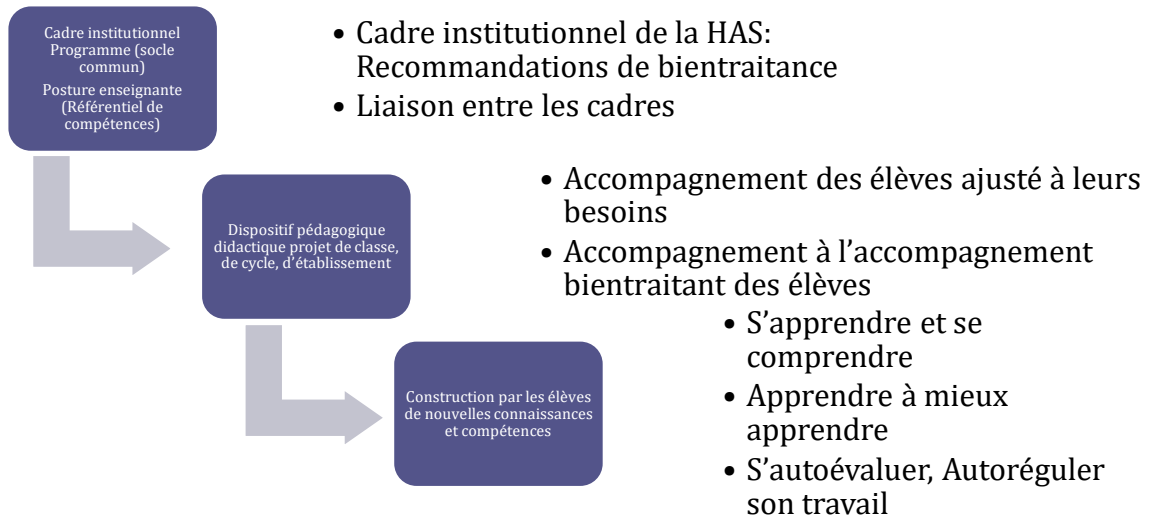 Cadre institutionnel
Programme (socle
commun)
Posture enseignante
(Référentiel de
compétences)
• Cadre institutionnel de la HAS:
Recommandations de bientraitance
• Liaison entre les cadres
Dispositif pédagogique
didactique projet de classe,
de cycle, d’établissement
• Accompagnement des élèves ajusté à leurs
besoins
• Accompagnement à l’accompagnement
bientraitant des élèves
Construction par les élèves
de nouvelles connaissances
et compétences
• S’apprendre et se
comprendre
• Apprendre à mieux
apprendre
• S’autoévaluer, Autoréguler
son travail